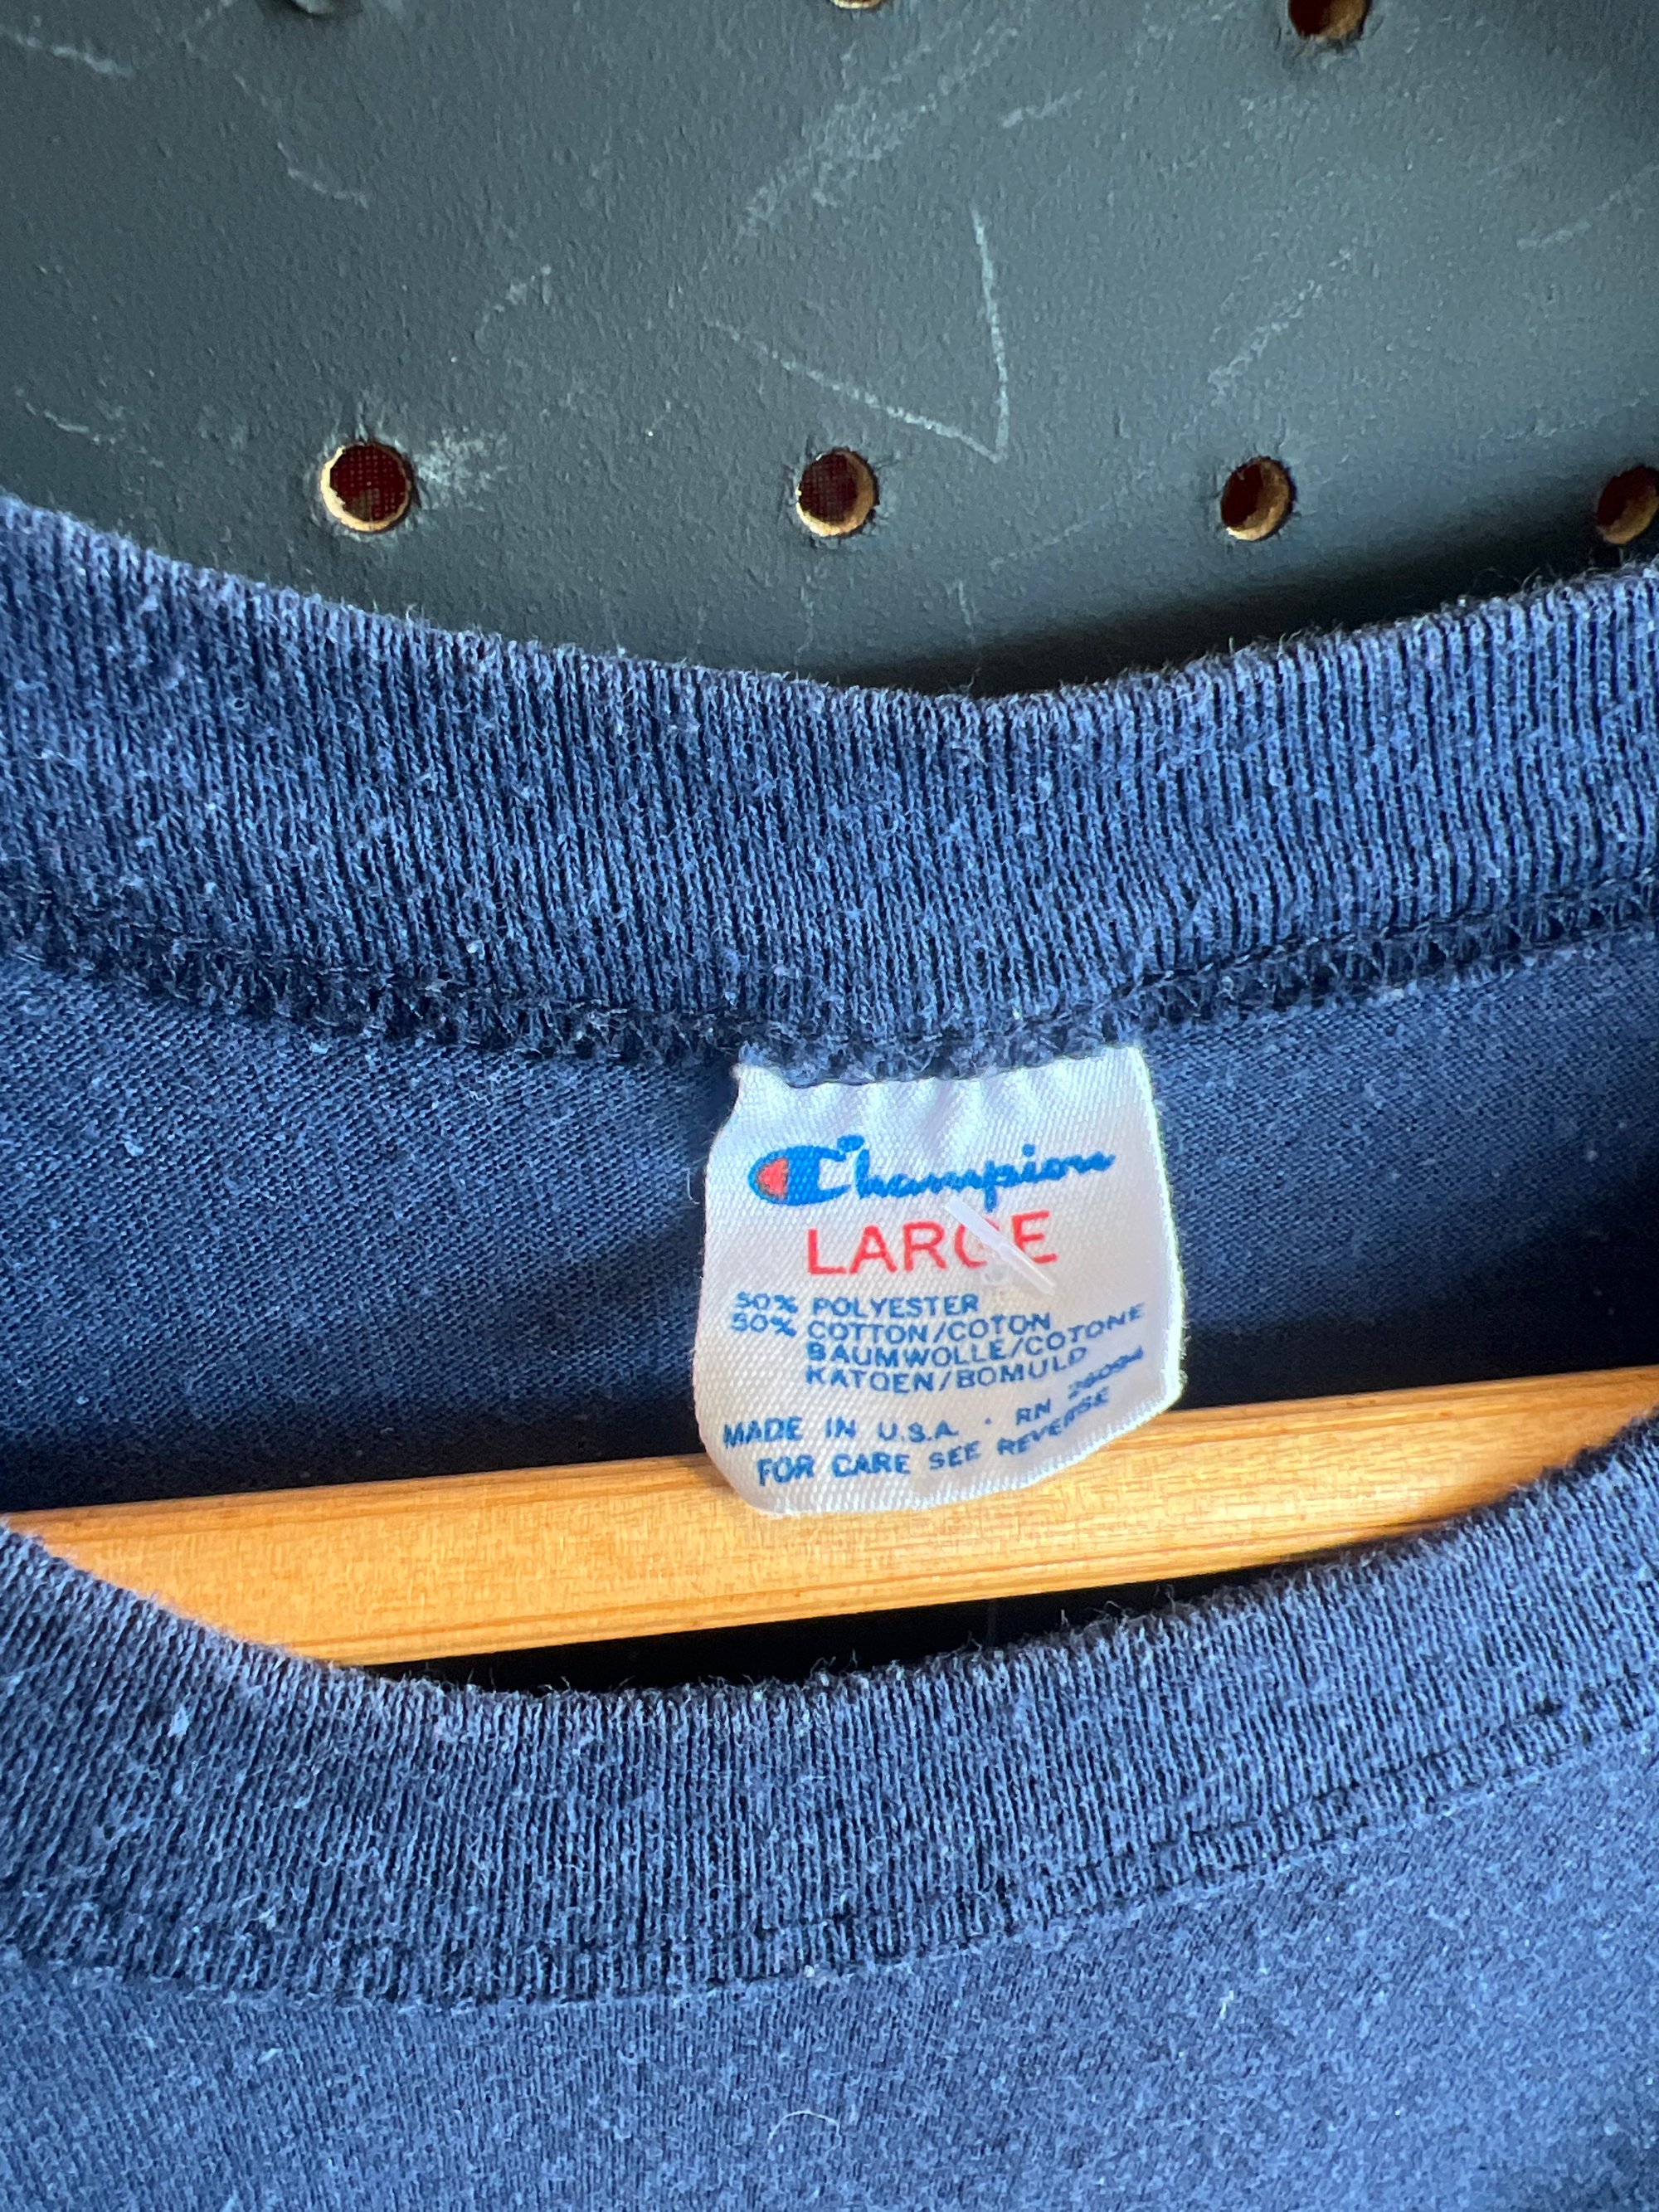 Champion
LARGE
50% POLYESTER
50% COTTON/COTON
BAUMWOLLE/COTONE
KATOEN/BOMULD
MADE IN U.S.A. • RN 26094
FOR CARE SEE REVERSE